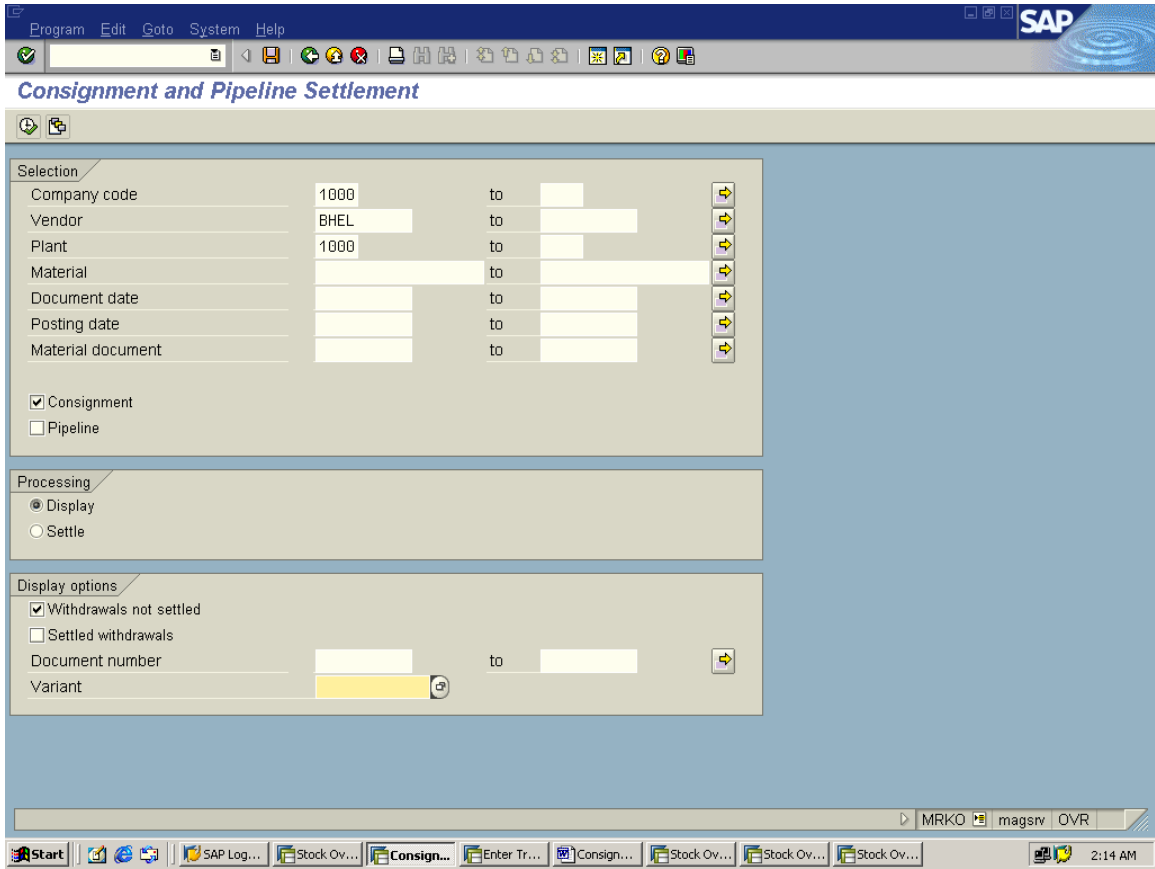 Program Edit Goto System Help
SAP
Consignment and Pipeline Settlement
Selection
Company code 1000 to
Vendor BHEL to
Plant 1000 to
Material to
Document date to
Posting date to
Material document to
Consignment
Pipeline
Processing
Display
Settle
Display options
Withdrawals not settled
Settled withdrawals
Document number to
Variant
MRKO magsrv OVR
Start SAP Log... Stock Ov... Consign... Enter Tr... Consign... Stock Ov... Stock Ov... Stock Ov... 2:14 AM